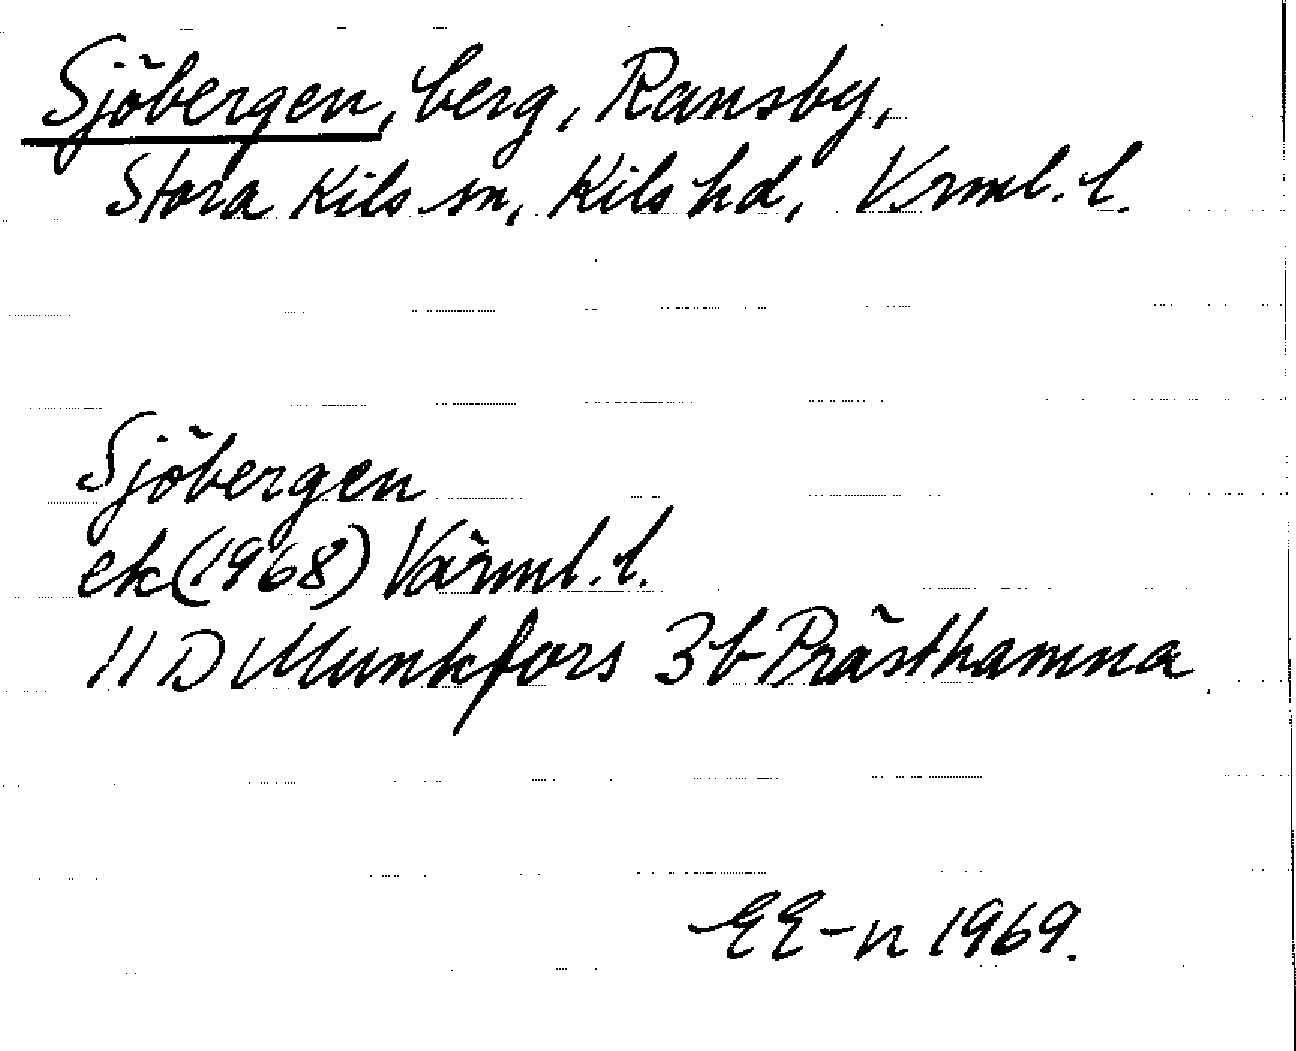 Sjöbergen, berg, Ransby,
Stora Kils sn, Kils hd, Vrml. l.
Sjöbergen
ek (1968) Värml. l.
11 D Munkfors 3b Prästhamna
EE-n 1969.